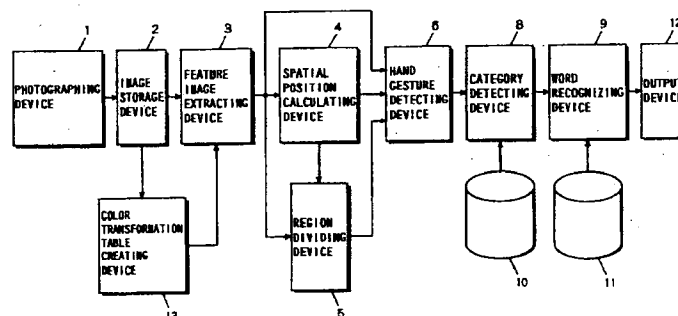 1
PHOTOGRAPHING
DEVICE
2
IMAGE
STORAGE
DEVICE
3
FEATURE
IMAGE
EXTRACTING
DEVICE
4
SPATIAL
POSITION
CALCULATING
DEVICE
6
HAND
GESTURE
DETECTING
DEVICE
8
CATEGORY
DETECTING
DEVICE
9
WORD
RECOGNIZING
DEVICE
12
OUTPUT
DEVICE
COLOR
TRANSFORMATION
TABLE
CREATING
DEVICE
13
REGION
DIVIDING
DEVICE
5
10
11